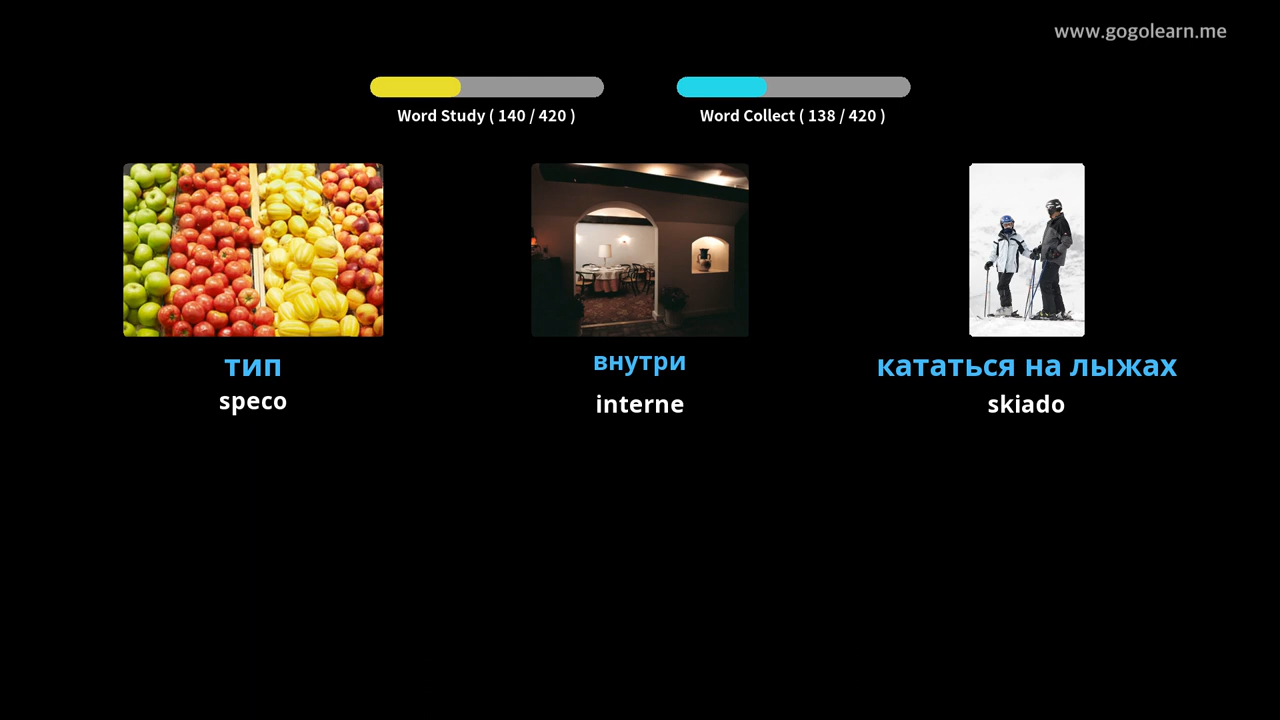 www.gogolearn.me
Word Study ( 140 / 420 )
Word Collect ( 138 / 420 )
тип
speco
внутри
interne
кататься на лыжах
skiado